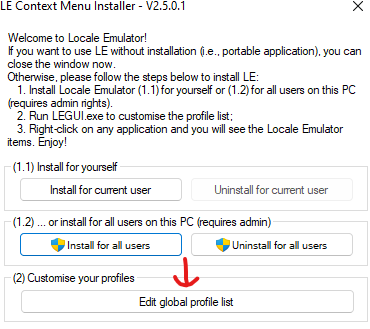 LE Context Menu Installer - V2.5.0.1
Welcome to Locale Emulator!
If you want to use LE without installation (i.e., portable application), you can
close the window now.
Otherwise, please follow the steps below to install LE:
1. Install Locale Emulator (1.1) for yourself or (1.2) for all users on this PC
(requires admin rights).
2. Run LEGUI.exe to customise the profile list;
3. Right-click on any application and you will see the Locale Emulator
items. Enjoy!
(1.1) Install for yourself
Install for current user
Uninstall for current user
(1.2) ... or install for all users on this PC (requires admin)
Install for all users
Uninstall for all users
(2) Customise your profiles
Edit global profile list